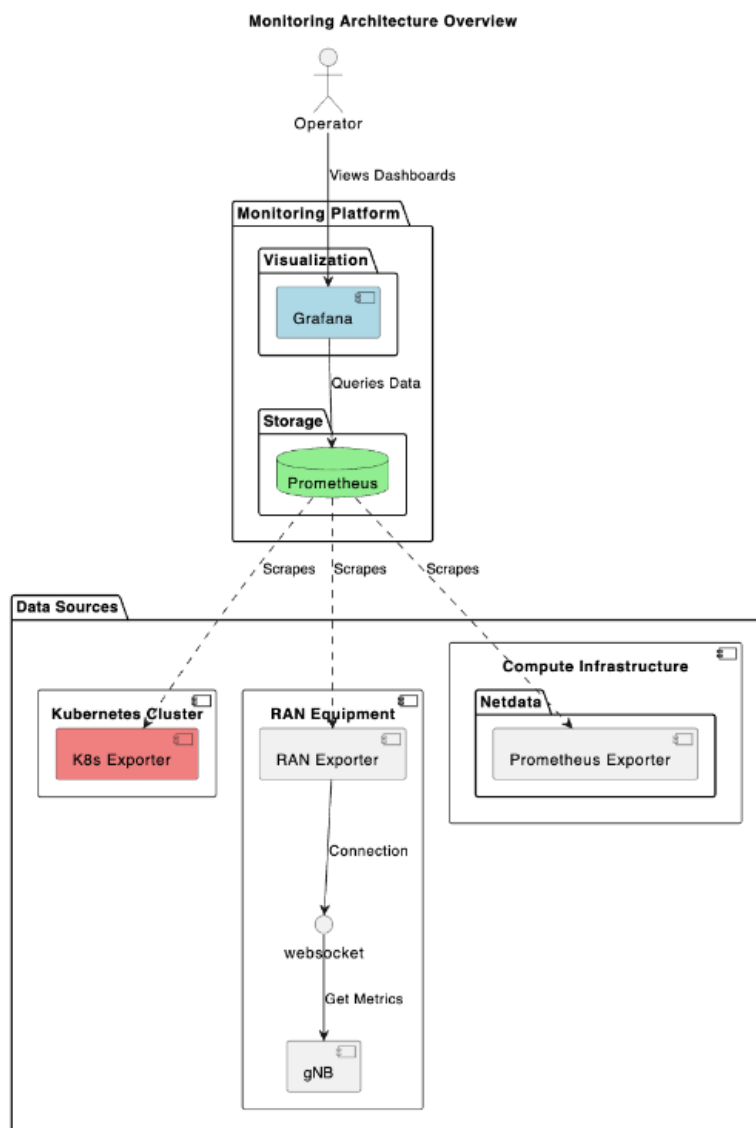 Monitoring Architecture Overview
Operator
Views Dashboards
Monitoring Platform
Visualization
Grafana
Queries Data
Storage
Prometheus
Scrapes
Scrapes
Scrapes
Data Sources
Compute Infrastructure
Kubernetes Cluster
RAN Equipment
Netdata
K8s Exporter
RAN Exporter
Prometheus Exporter
Connection
websocket
Get Metrics
gNB